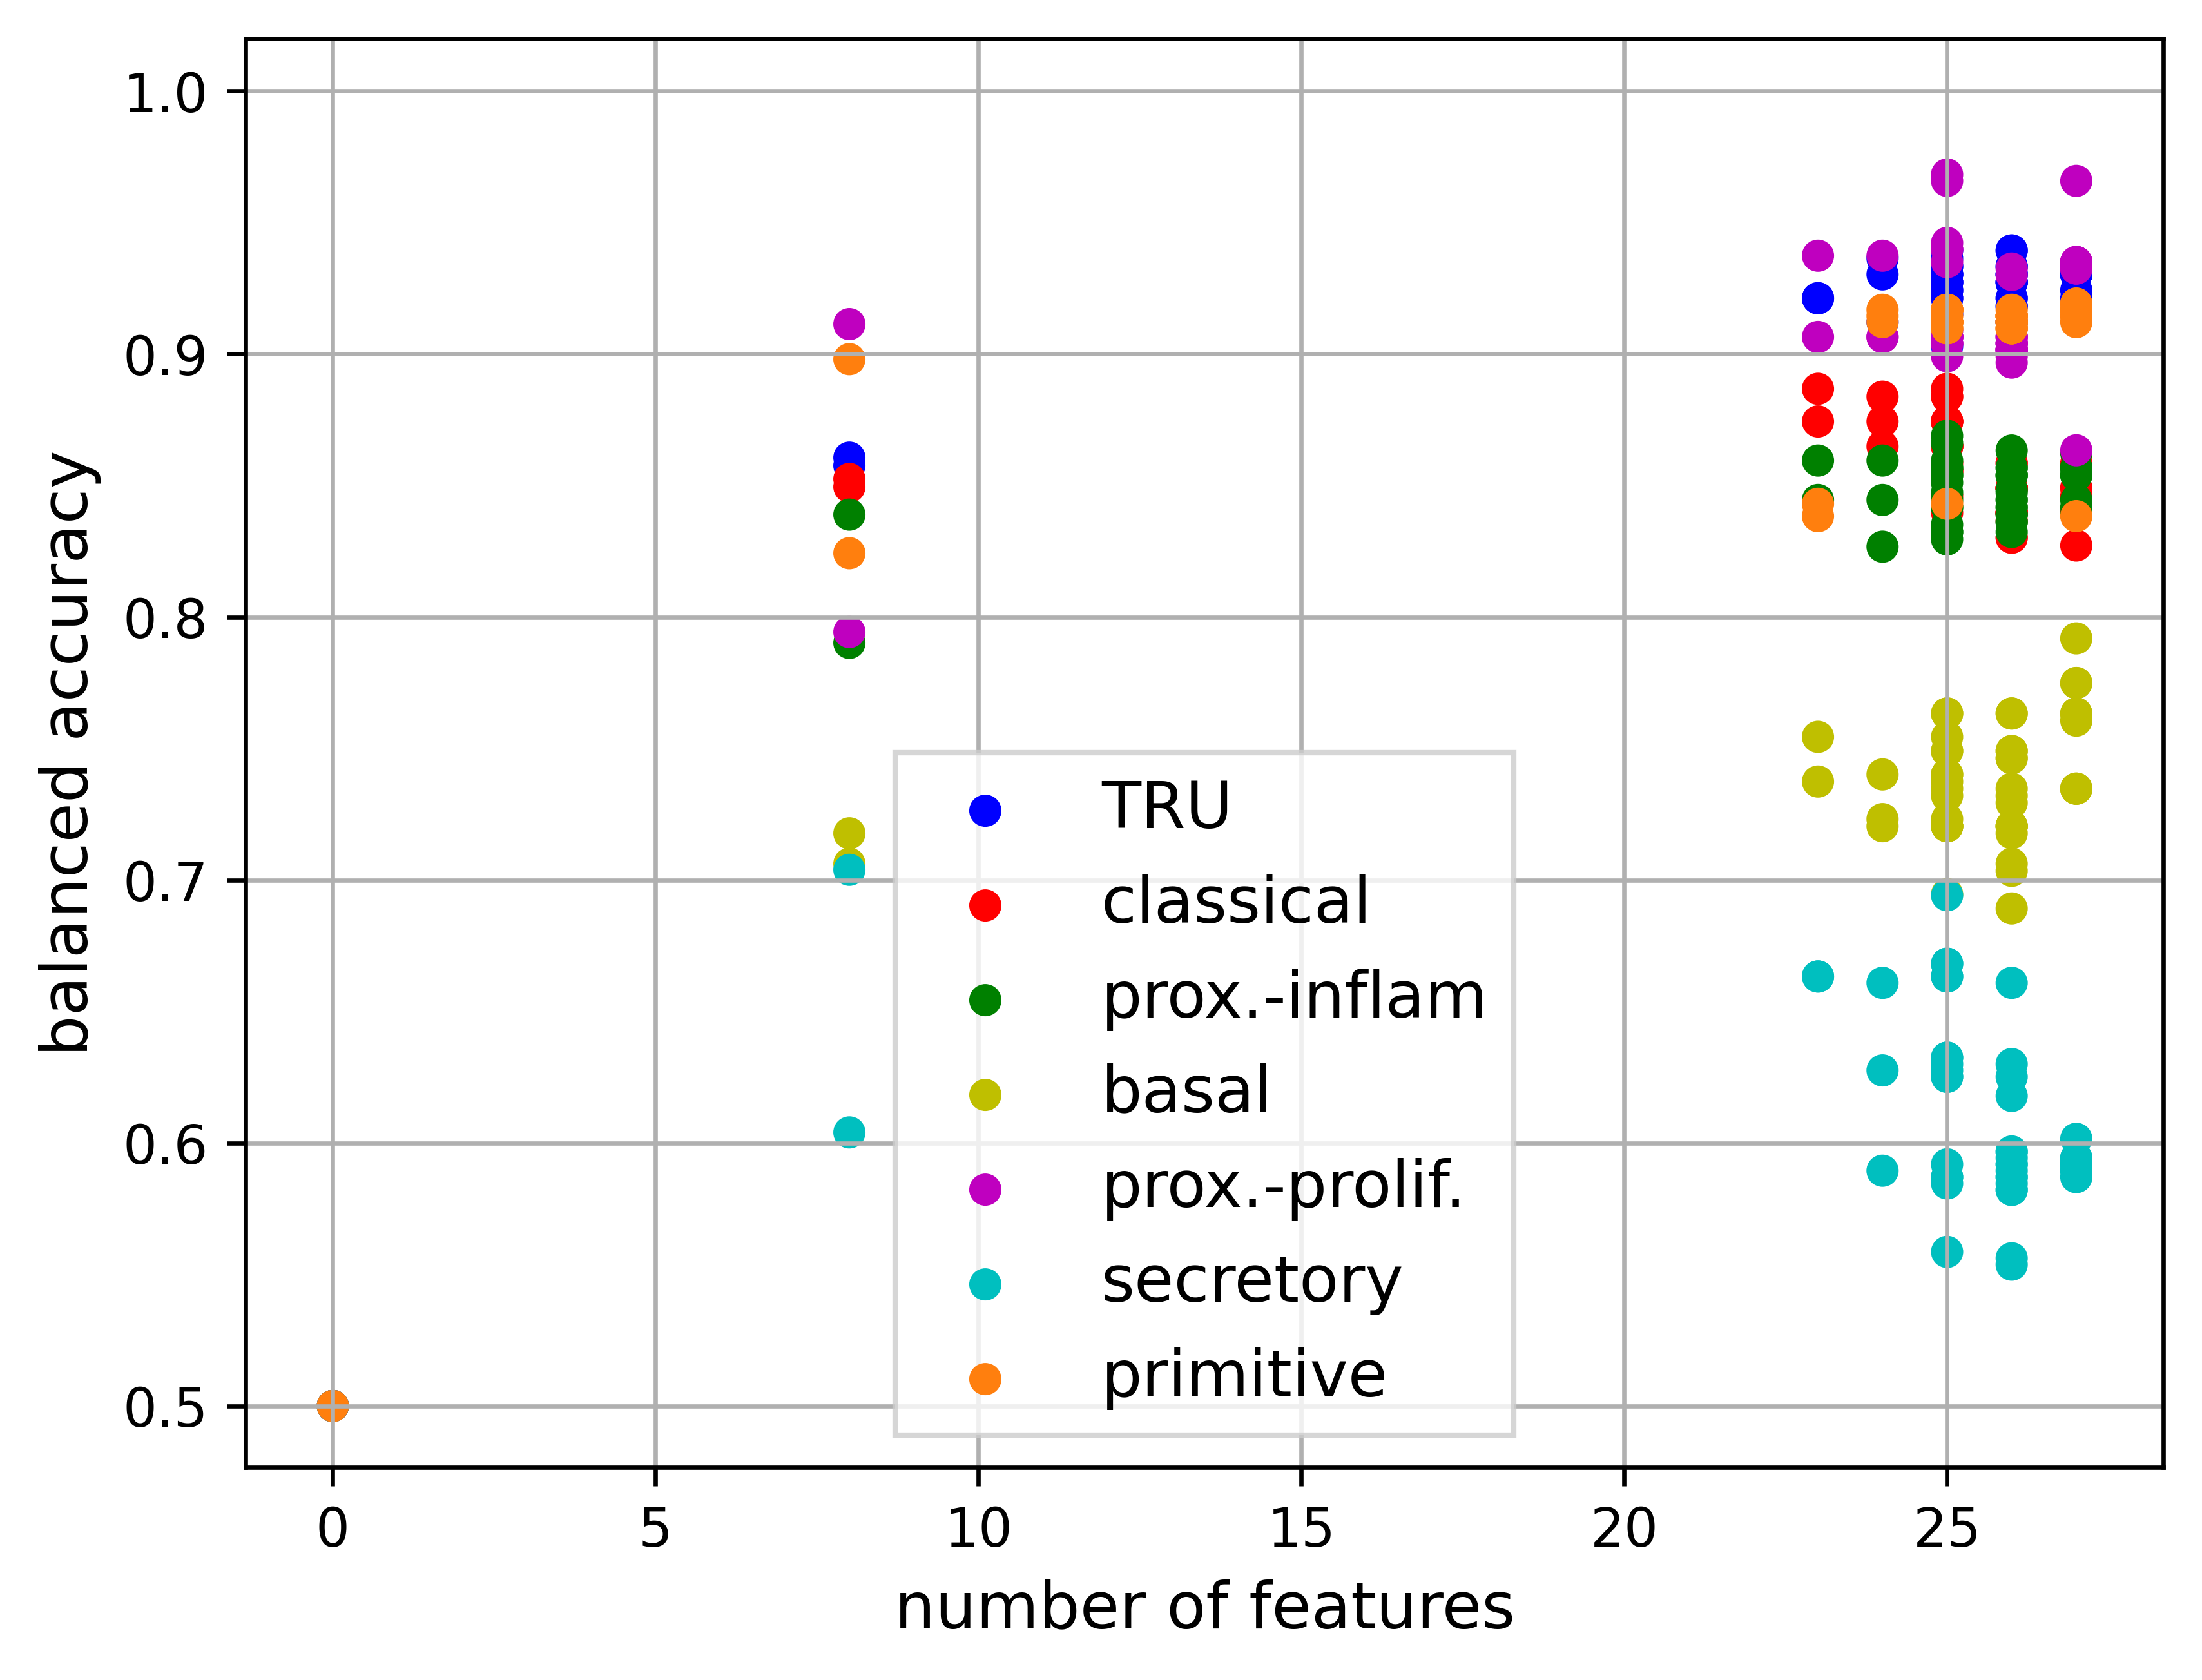 1.0
0.9
0.8
0.7
0.6
0.5
balanced accuracy
TRU
classical
prox.-inflam
basal
prox.-prolif.
secretory
primitive
0 5 10 15 20 25
number of features